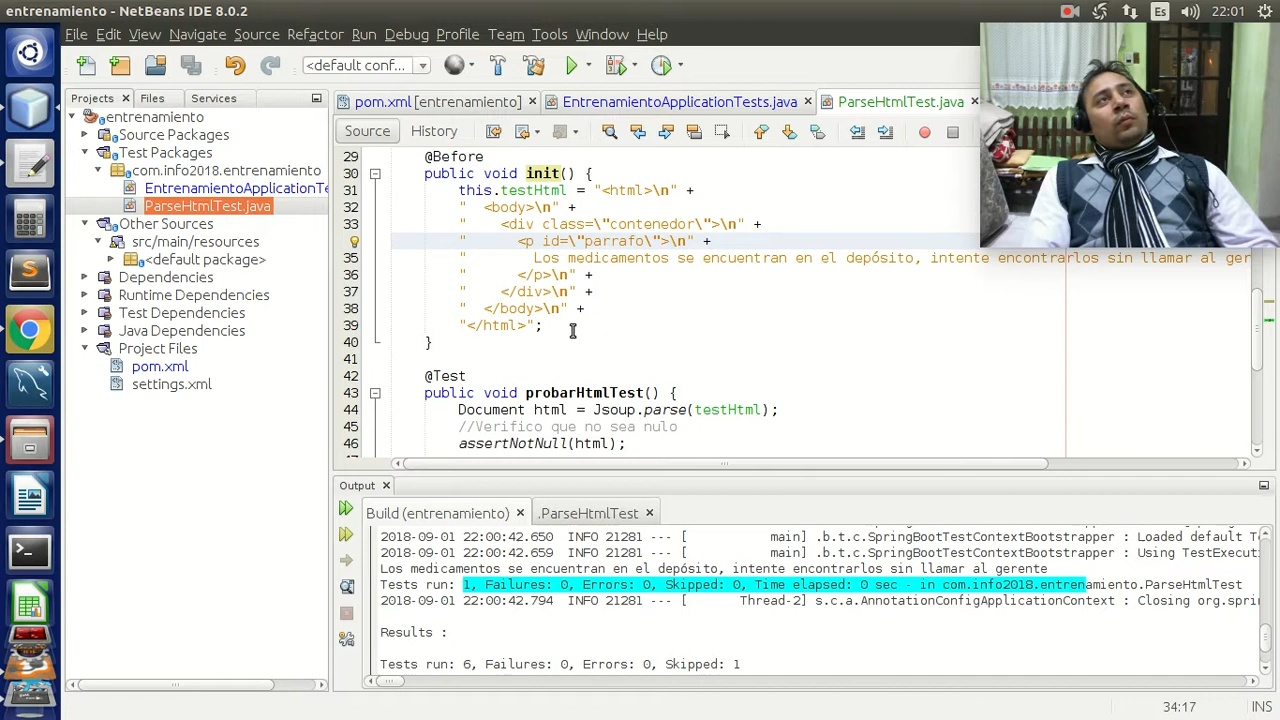 entrenamiento - NetBeans IDE 8.0.2
Es
22:01
File Edit View Navigate Source Refactor Run Debug Profile Team Tools Window Help
<default conf...
Projects
Files
Services
pom.xml [entrenamiento]
EntrenamientoApplicationTests.java
ParseHtmlTest.java
Source
History
entrenamiento
Source Packages
Test Packages
com.info2018.entrenamiento
EntrenamientoApplicationTe
ParseHtmlTest.java
Other Sources
src/main/resources
<default package>
Dependencies
Runtime Dependencies
Test Dependencies
Java Dependencies
Project Files
pom.xml
settings.xml
29 @Before
30 public void init() {
31 this.testHtml = "<html>\n" +
32 " <body>\n" +
33 " <div class=\"contenedor\">\n" +
" <p id=\"parrafo\">\n" +
35 " Los medicamentos se encuentran en el depósito, intente encontrarlos sin llamar al ger
36 " </p>\n" +
37 " </div>\n" +
38 " </body>\n" +
39 "</html>";
40 }
41
42 @Test
43 public void probarHtmlTest() {
44 Document html = Jsoup.parse(testHtml);
45 //Verifico que no sea nulo
46 assertNotNull(html);
Output
Build (entrenamiento)
.ParseHtmlTest
2018-09-01 22:00:42.650 INFO 21281 --- [ main] .b.t.c.SpringBootTestContextBootstrapper : Loaded default T
2018-09-01 22:00:42.659 INFO 21281 --- [ main] .b.t.c.SpringBootTestContextBootstrapper : Using TestExecuti
Los medicamentos se encuentran en el depósito, intente encontrarlos sin llamar al gerente
Tests run: 1, Failures: 0, Errors: 0, Skipped: 0, Time elapsed: 0 sec - in com.info2018.entrenamiento.ParseHtmlTest
2018-09-01 22:00:42.794 INFO 21281 --- [ Thread-2] s.c.a.AnnotationConfigApplicationContext : Closing org.sprin
Results :
Tests run: 6, Failures: 0, Errors: 0, Skipped: 1
34:17
INS